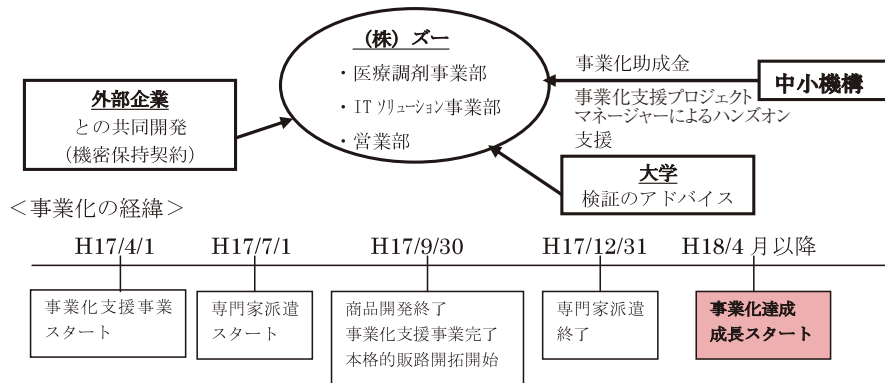 (株) ズー
・医療調剤事業部
・IT ソリューション事業部
・営業部
外部企業
との共同開発
(機密保持契約)
事業化助成金
事業化支援プロジェクト
マネージャーによるハンズオン
支援
中小機構
大学
検証のアドバイス
＜事業化の経緯＞
H17/4/1
H17/7/1
H17/9/30
H17/12/31
H18/4 月以降
事業化支援事業
スタート
専門家派遣
スタート
商品開発終了
事業化支援事業完了
本格的販路開拓開始
専門家派遣
終了
事業化達成
成長スタート